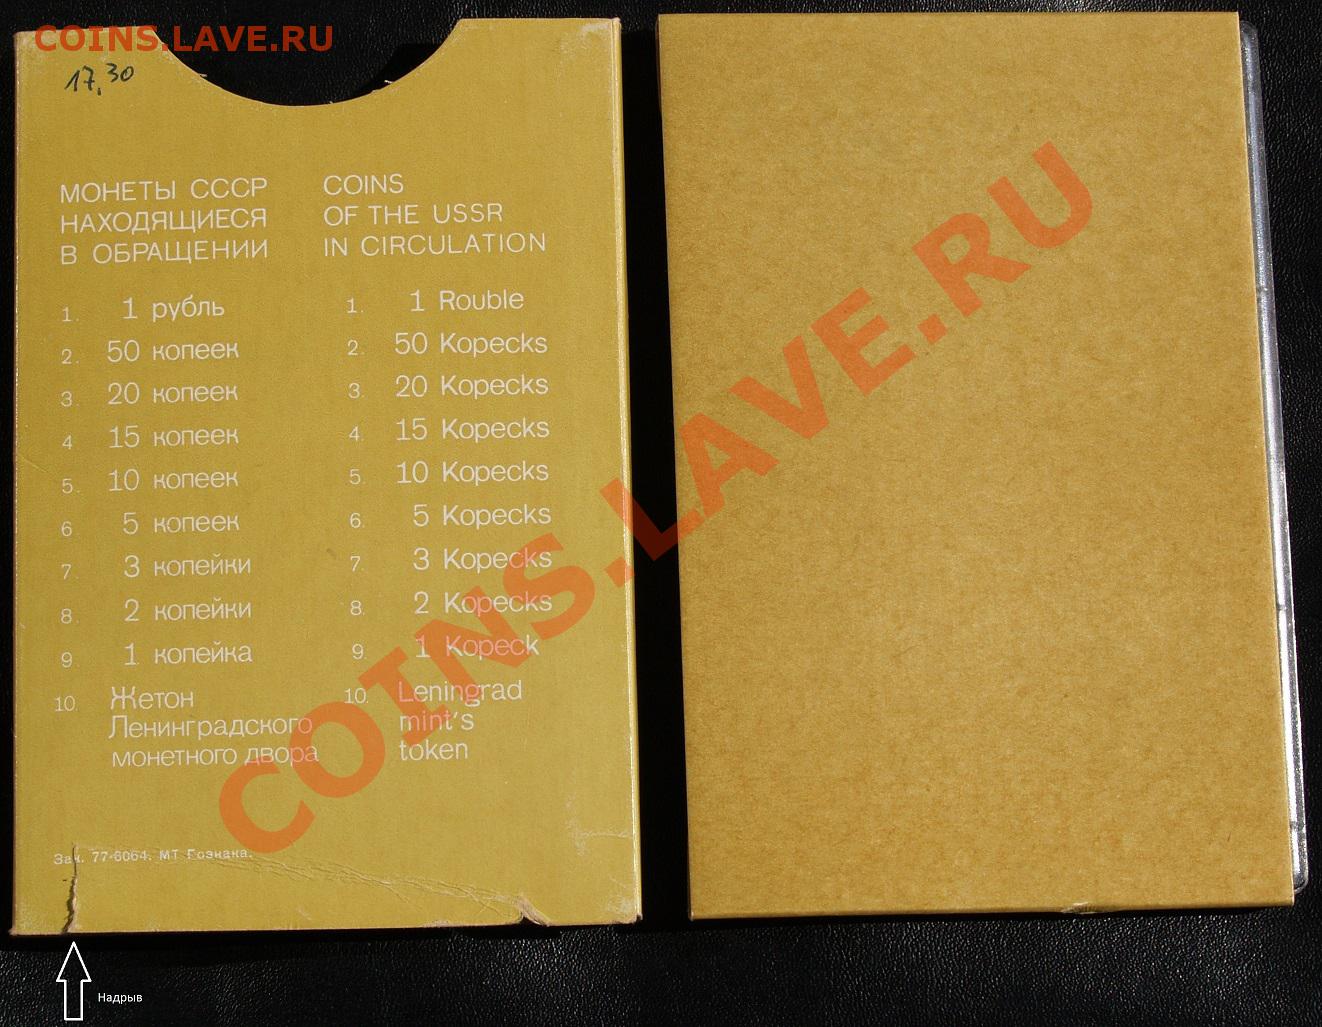 COINS.LAVE.RU
17,30
МОНЕТЫ СССР
НАХОДЯЩИЕСЯ
В ОБРАЩЕНИИ
1. 1 рубль
2. 50 копеек
3. 20 копеек
4 15 копеек
5. 10 копеек
6 5 копеек
7. 3 копейки
8. 2 копейки
9 1 копейка
10. Жетон
Ленинградского
монетного двора
COINS
OF THE USSR
IN CIRCULATION
1. 1 Rouble
2. 50 Kopecks
3. 20 Kopecks
4. 15 Kopecks
5. 10 Kopecks
6. 5 Kopecks
7. 3 Kopecks
8. 2 Kopecks
9. 1 Kopeck
10. Leningrad
mint's
token
Зак. 77-6064. МТ Гознака.
COINS.LAVE.RU
Надрыв